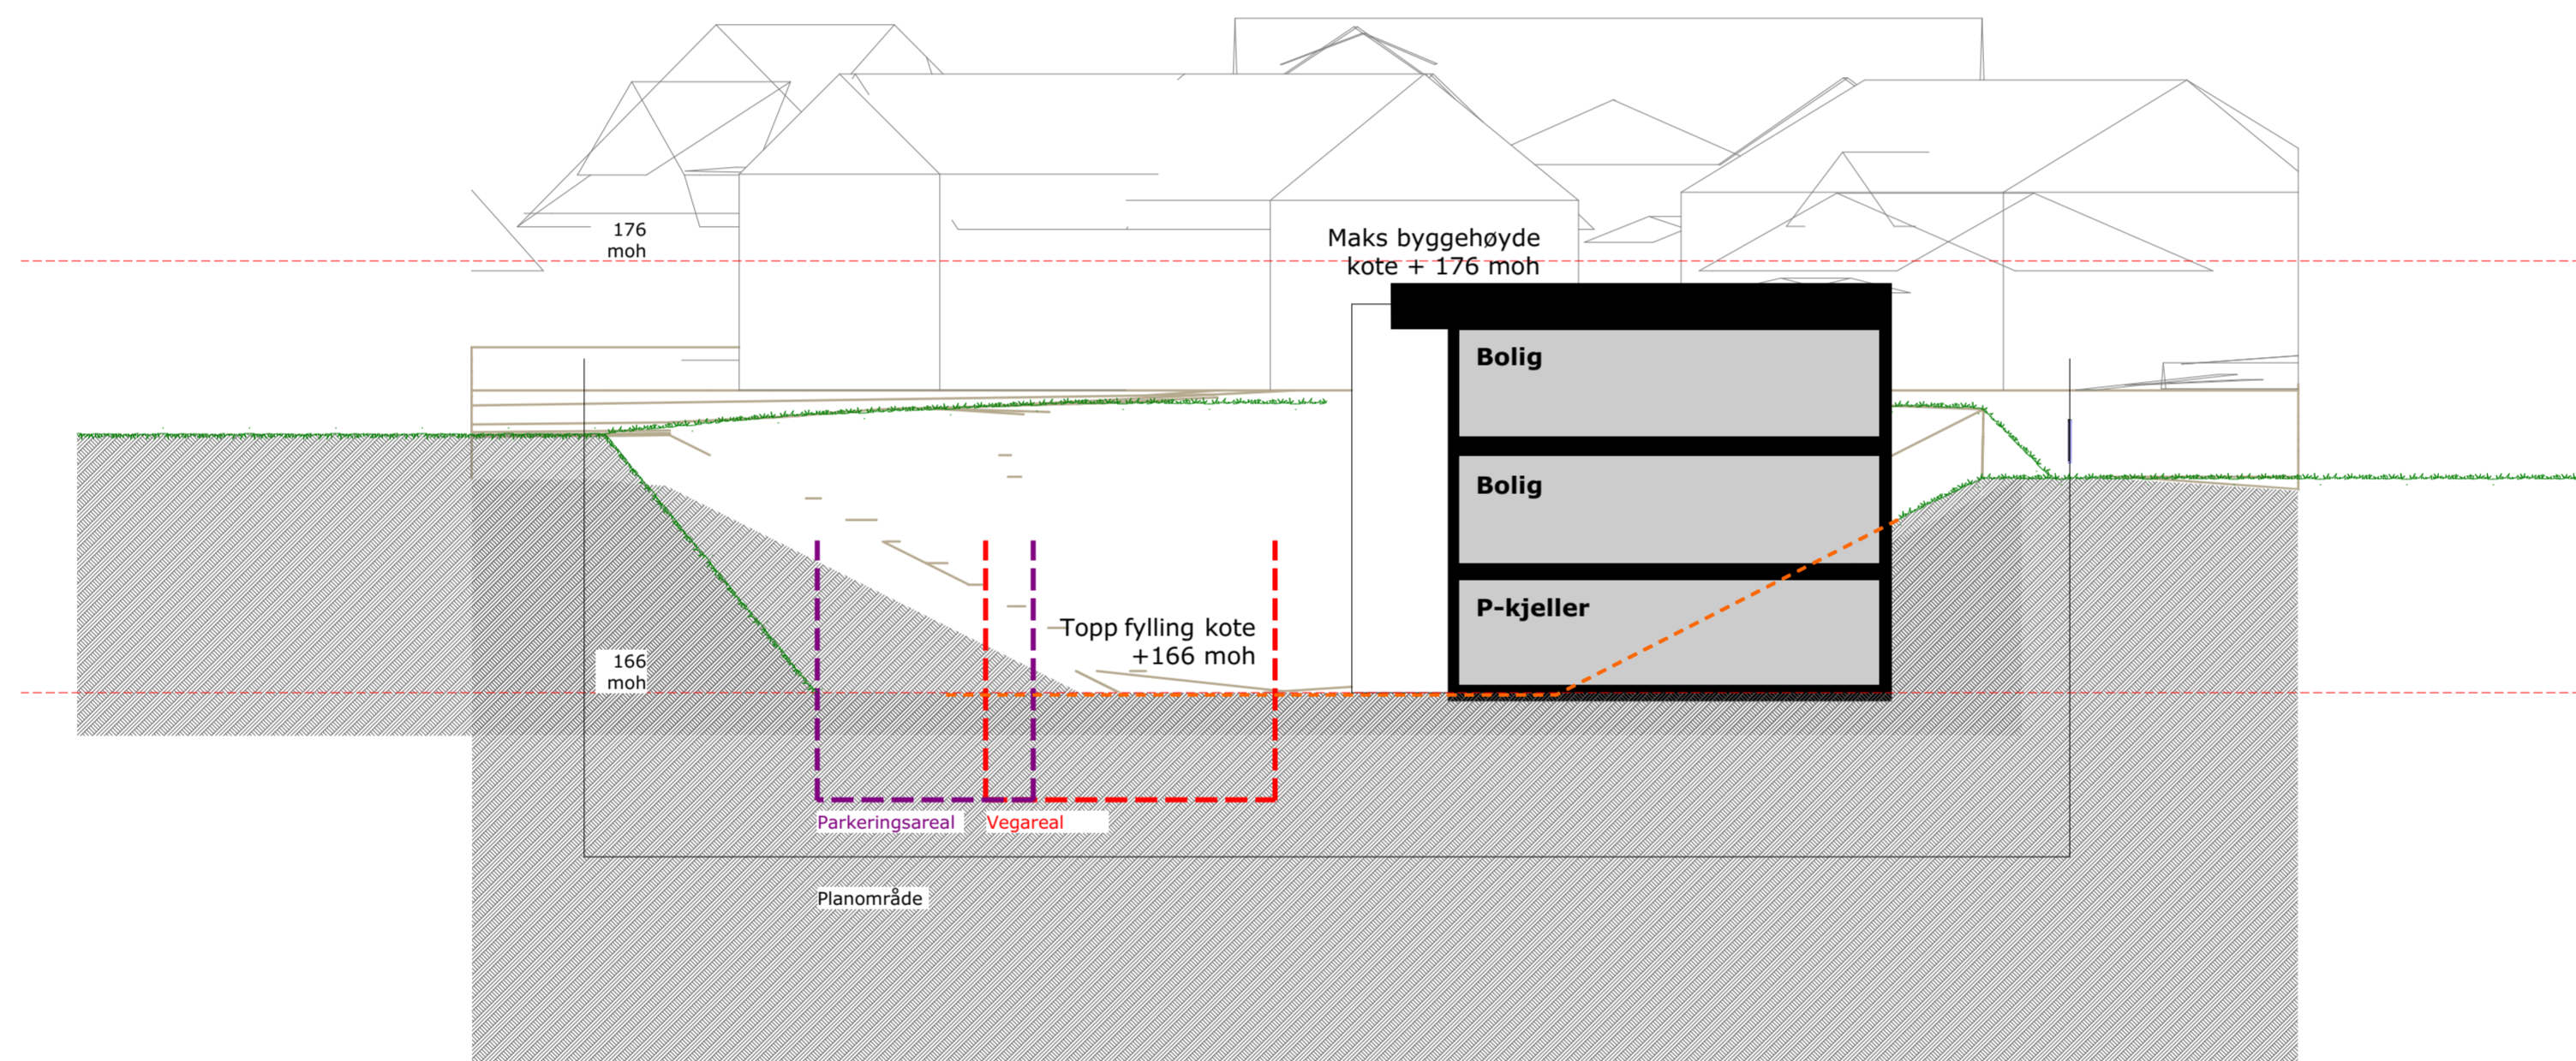 176
moh
Maks byggehøyde
kote + 176 moh
Bolig
Bolig
P-kjeller
Topp fylling kote
+166 moh
166
moh
Parkeringsareal
Vegareal
Planområde